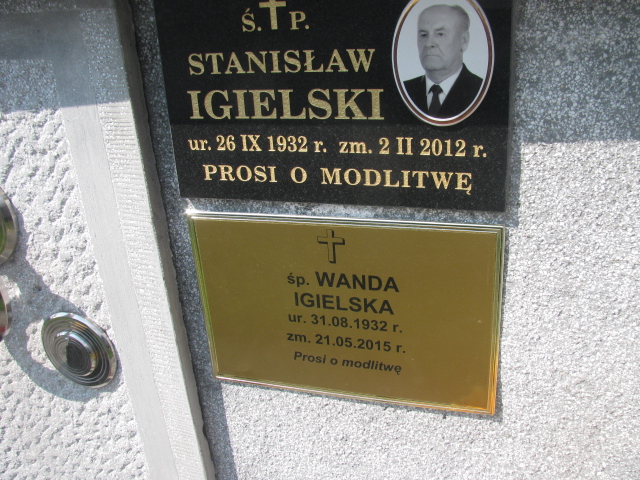 Ś.P.
STANISŁAW
IGIELSKI
ur. 26 IX 1932 r. zm. 2 II 2012 r.
PROSI O MODLITWĘ
śp. WANDA
IGIELSKA
ur. 31.08.1932 r.
zm. 21.05.2015 r.
Prosi o modlitwę